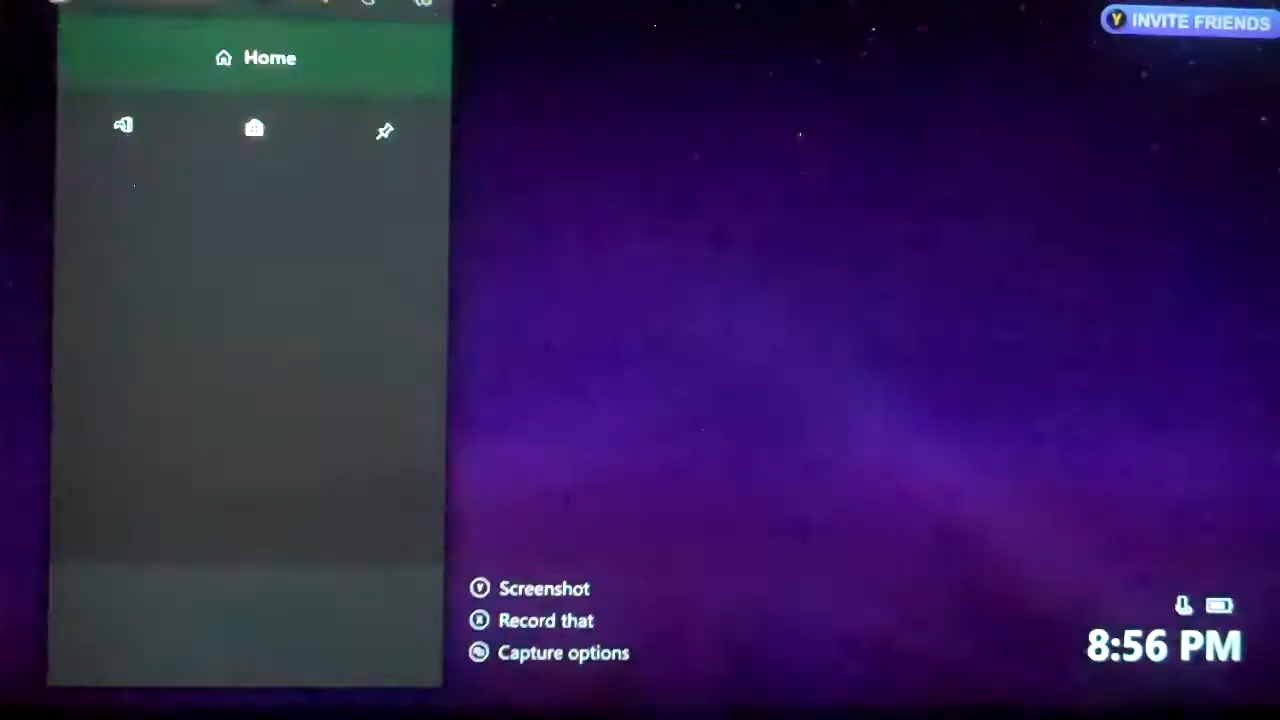 Y INVITE FRIENDS
Home
Y Screenshot
X Record that
Capture options
8:56 PM